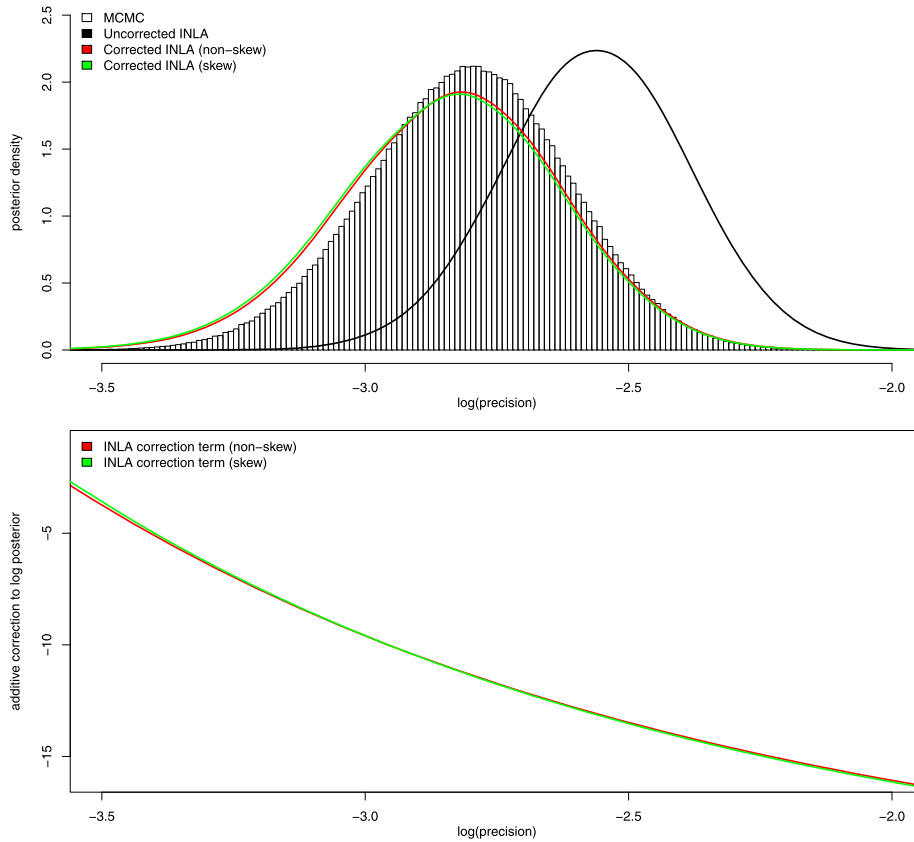 MCMC
Uncorrected INLA
Corrected INLA (non−skew)
Corrected INLA (skew)
posterior density
2.5
2.0
1.5
1.0
0.5
0.0
−3.5 −3.0 −2.5 −2.0
log(precision)
INLA correction term (non−skew)
INLA correction term (skew)
additive correction to log posterior
−5
−10
−15
−3.5 −3.0 −2.5 −2.0
log(precision)